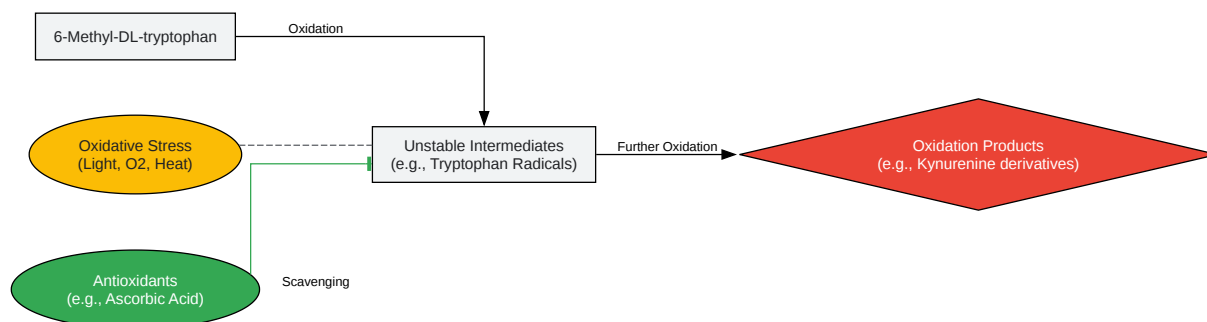 6-Methyl-DL-tryptophan
Oxidation
Oxidative Stress
(Light, O2, Heat)
Unstable Intermediates
(e.g., Tryptophan Radicals)
Further Oxidation
Oxidation Products
(e.g., Kynurenine derivatives)
Antioxidants
(e.g., Ascorbic Acid)
Scavenging